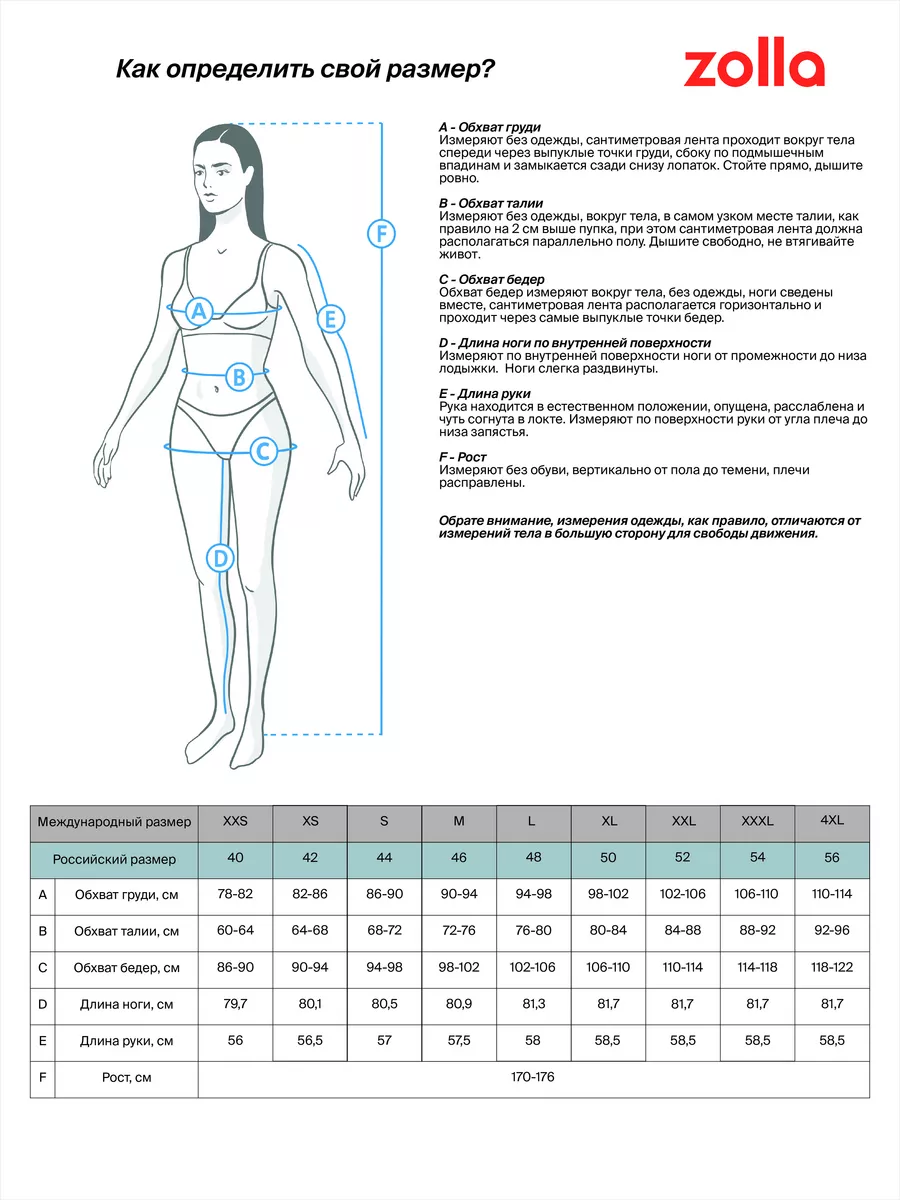 Как определить свой размер?
zolla
A - Обхват груди
Измеряют без одежды, сантиметровая лента проходит вокруг тела
спереди через выпуклые точки груди, сбоку по подмышечным
впадинам и замыкается сзади снизу лопаток. Стойте прямо, дышите
ровно.
B - Обхват талии
Измеряют без одежды, вокруг тела, в самом узком месте талии, как
правило на 2 см выше пупка, при этом сантиметровая лента должна
располагаться параллельно полу. Дышите свободно, не втягивайте
живот.
C - Обхват бедер
Обхват бедер измеряют вокруг тела, без одежды, ноги сведены
вместе, сантиметровая лента располагается горизонтально и
проходит через самые выпуклые точки бедер.
D - Длина ноги по внутренней поверхности
Измеряют по внутренней поверхности ноги от промежности до низа
лодыжки. Ноги слегка раздвинуты.
E - Длина руки
Рука находится в естественном положении, опущена, расслаблена и
чуть согнута в локте. Измеряют по поверхности руки от угла плеча до
низа запястья.
F - Рост
Измеряют без обуви, вертикально от пола до темени, плечи
расправлены.
Обрате внимание, измерения одежды, как правило, отличаются от
измерений тела в большую сторону для свободы движения.
F
A
E
B
C
D
Международный размер XXS XS S M L XL XXL XXXL 4XL
Российский размер 40 42 44 46 48 50 52 54 56
A Обхват груди, см 78-82 82-86 86-90 90-94 94-98 98-102 102-106 106-110 110-114
B Обхват талии, см 60-64 64-68 68-72 72-76 76-80 80-84 84-88 88-92 92-96
C Обхват бедер, см 86-90 90-94 94-98 98-102 102-106 106-110 110-114 114-118 118-122
D Длина ноги, см 79,7 80,1 80,5 80,9 81,3 81,7 81,7 81,7 81,7
E Длина руки, см 56 56,5 57 57,5 58 58,5 58,5 58,5 58,5
F Рост, см 170-176